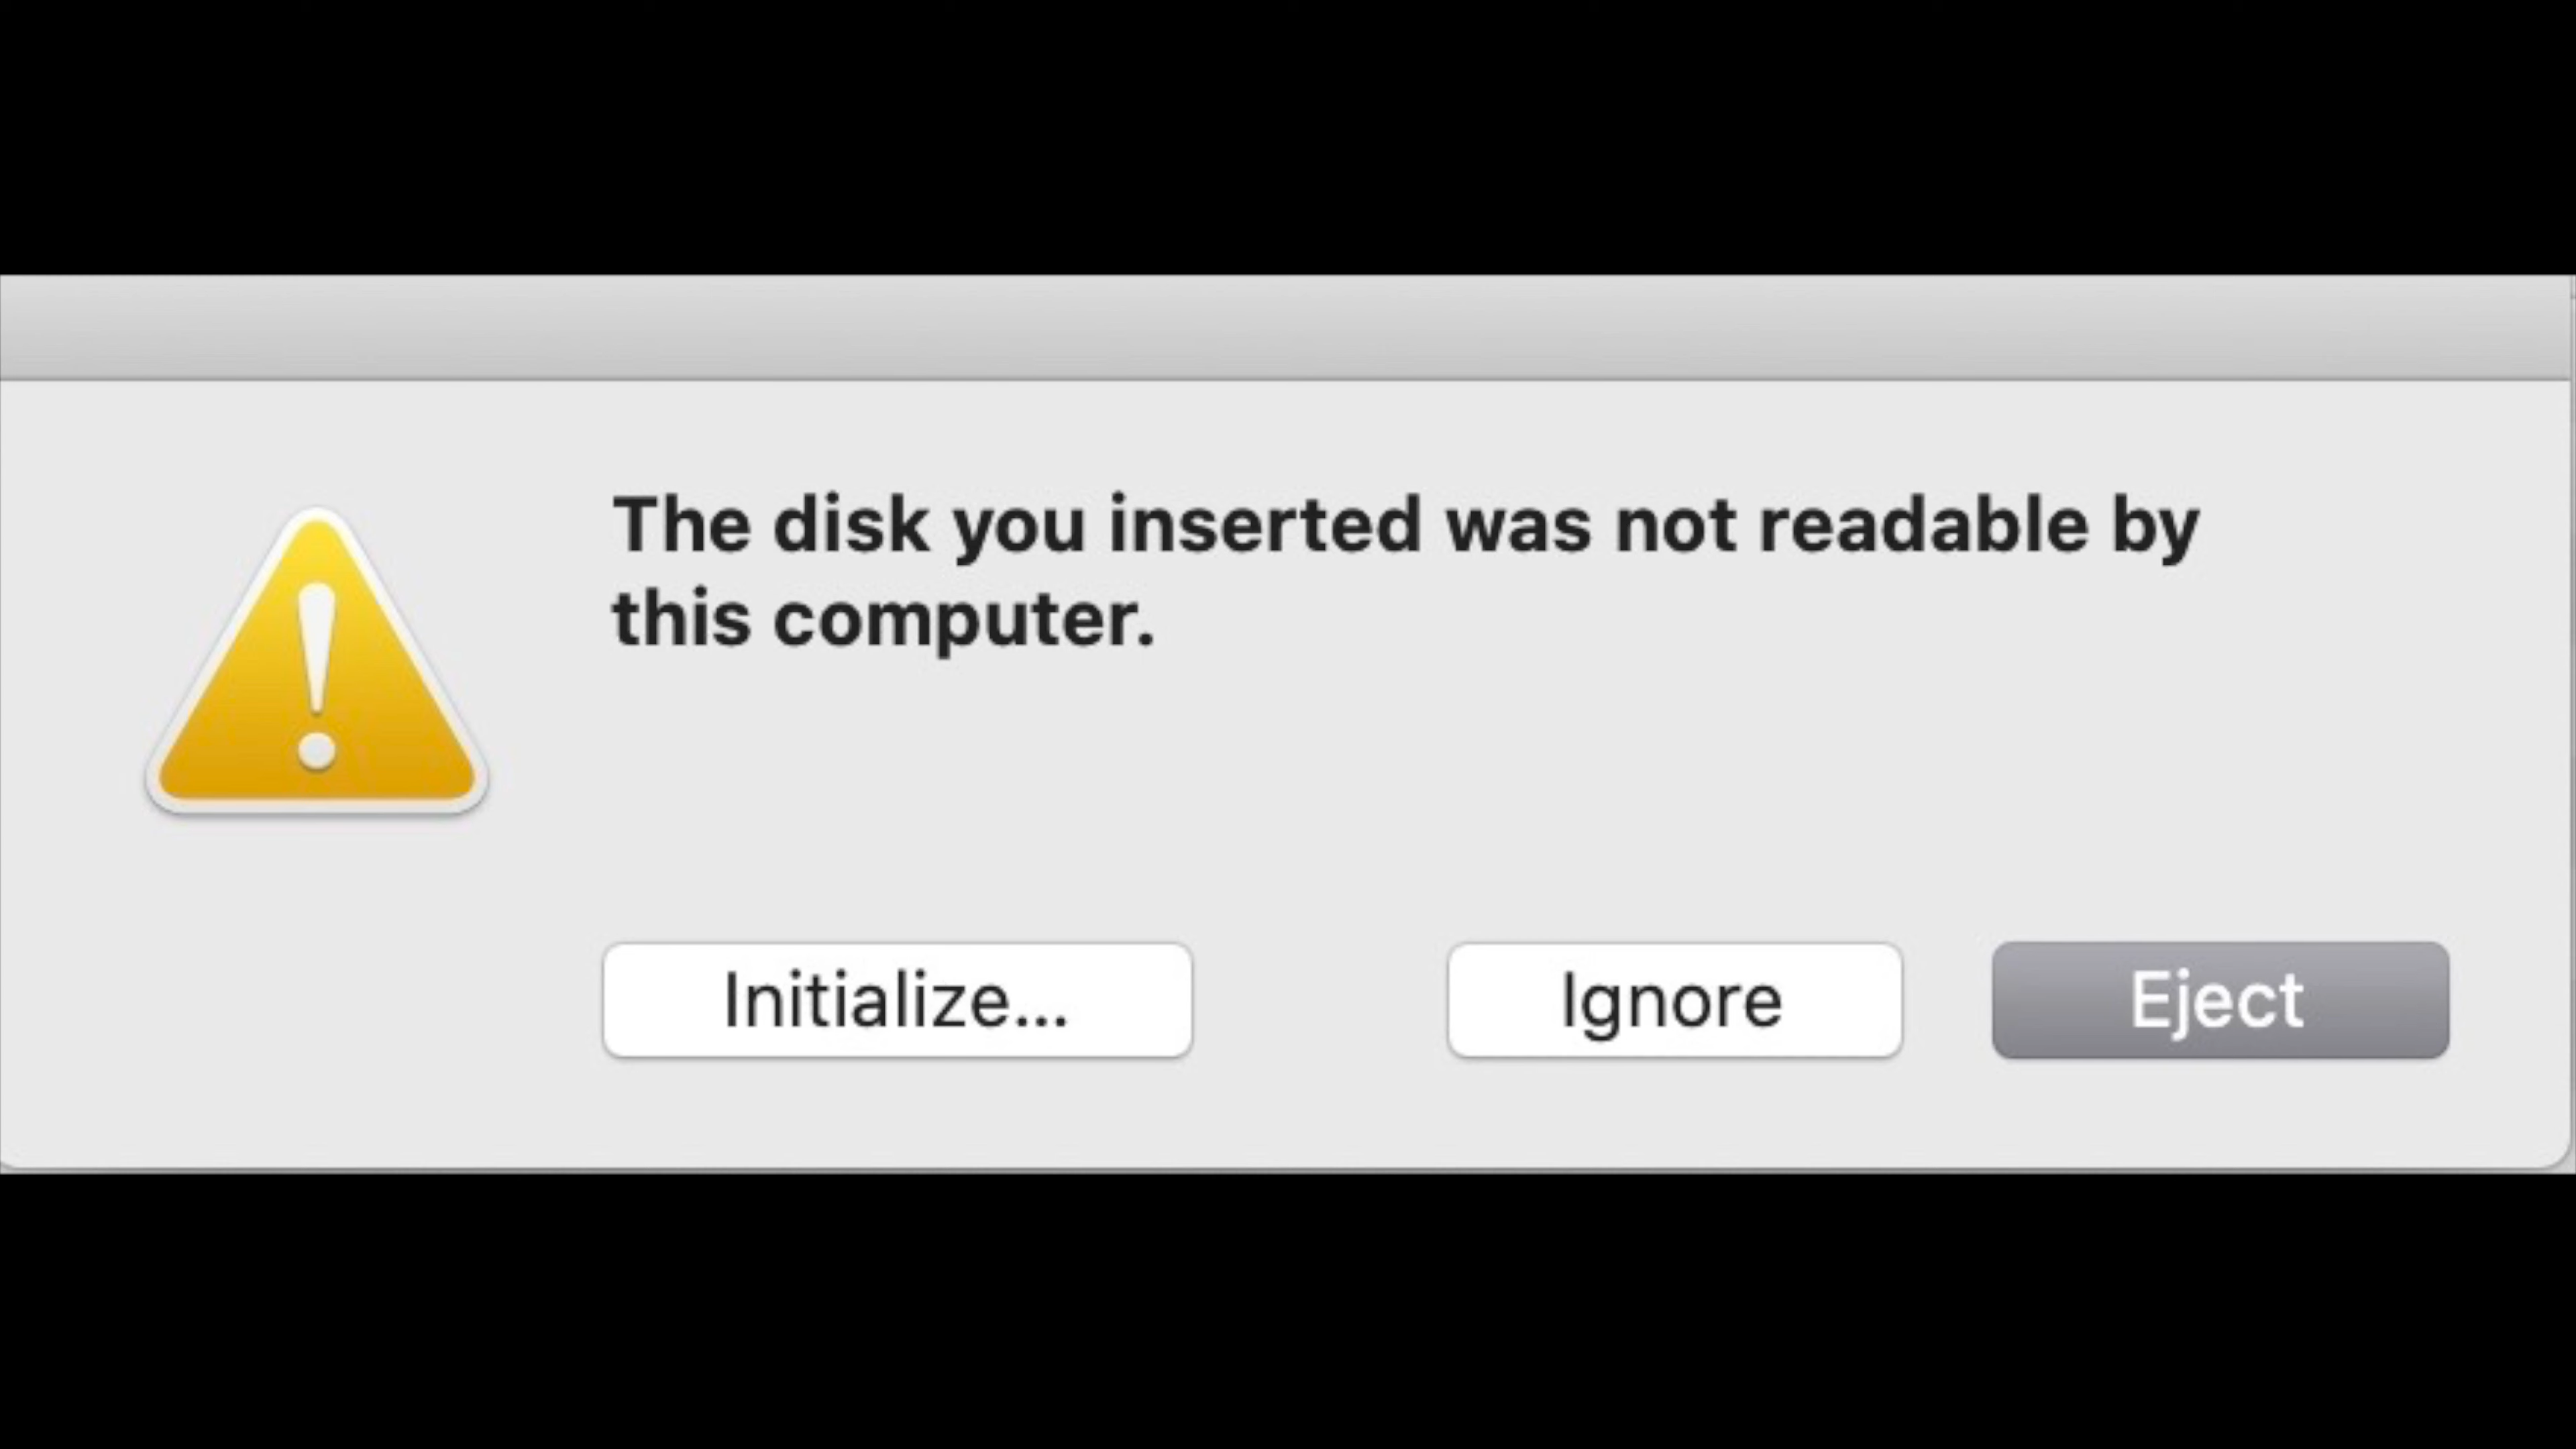 The disk you inserted was not readable by
this computer.
Initialize...
Ignore
Eject